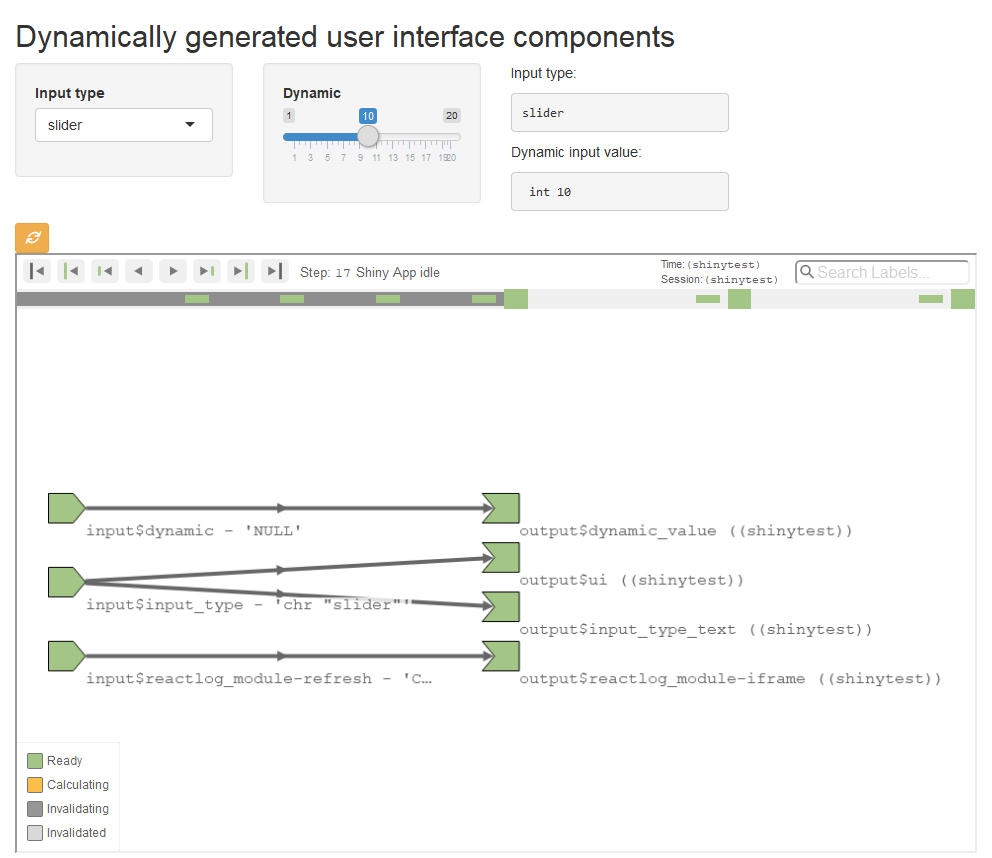 Dynamically generated user interface components
Input type
slider
Dynamic
1 10 20
1 3 5 7 9 11 13 15 17 19 20
Input type:
slider
Dynamic input value:
int 10
Step: 17 Shiny App idle
Time: (shinytest)
Session: (shinytest)
Search Labels...
input$dynamic - 'NULL'
output$dynamic_value ((shinytest))
output$ui ((shinytest))
input$input_type - 'chr "slider"'
output$input_type_text ((shinytest))
input$reactlog_module-refresh - 'C…
output$reactlog_module-iframe ((shinytest))
Ready
Calculating
Invalidating
Invalidated